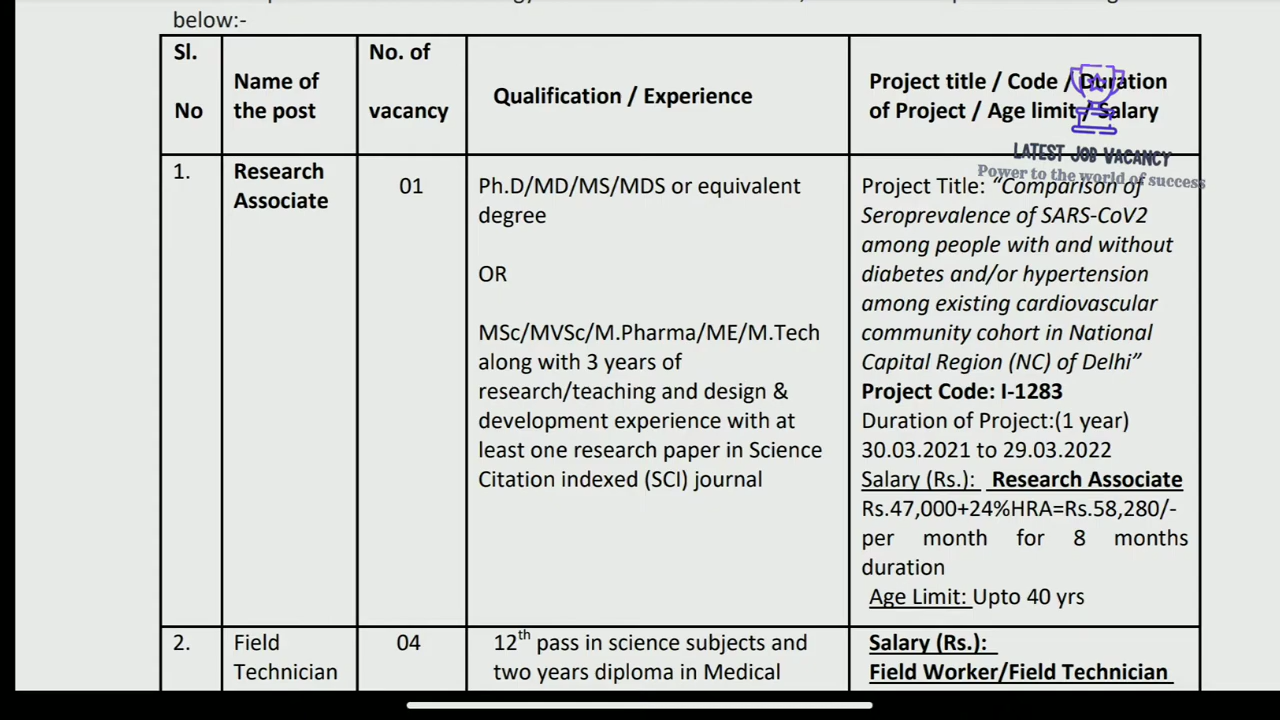 below:-
Sl.
No
Name of
the post
No. of
vacancy
Qualification / Experience
Project title / Code / Duration
of Project / Age limit / Salary
LATEST JOB VACANCY
Power to the world of success
1.
Research
Associate
01
Ph.D/MD/MS/MDS or equivalent
degree
OR
MSc/MVSc/M.Pharma/ME/M.Tech
along with 3 years of
research/teaching and design &
development experience with at
least one research paper in Science
Citation indexed (SCI) journal
Project Title: “Comparison of
Seroprevalence of SARS-CoV2
among people with and without
diabetes and/or hypertension
among existing cardiovascular
community cohort in National
Capital Region (NC) of Delhi”
Project Code: I-1283
Duration of Project:(1 year)
30.03.2021 to 29.03.2022
Salary (Rs.): Research Associate
Rs.47,000+24%HRA=Rs.58,280/-
per month for 8 months
duration
Age Limit: Upto 40 yrs
2.
Field
Technician
04
12th pass in science subjects and
two years diploma in Medical
Salary (Rs.):
Field Worker/Field Technician